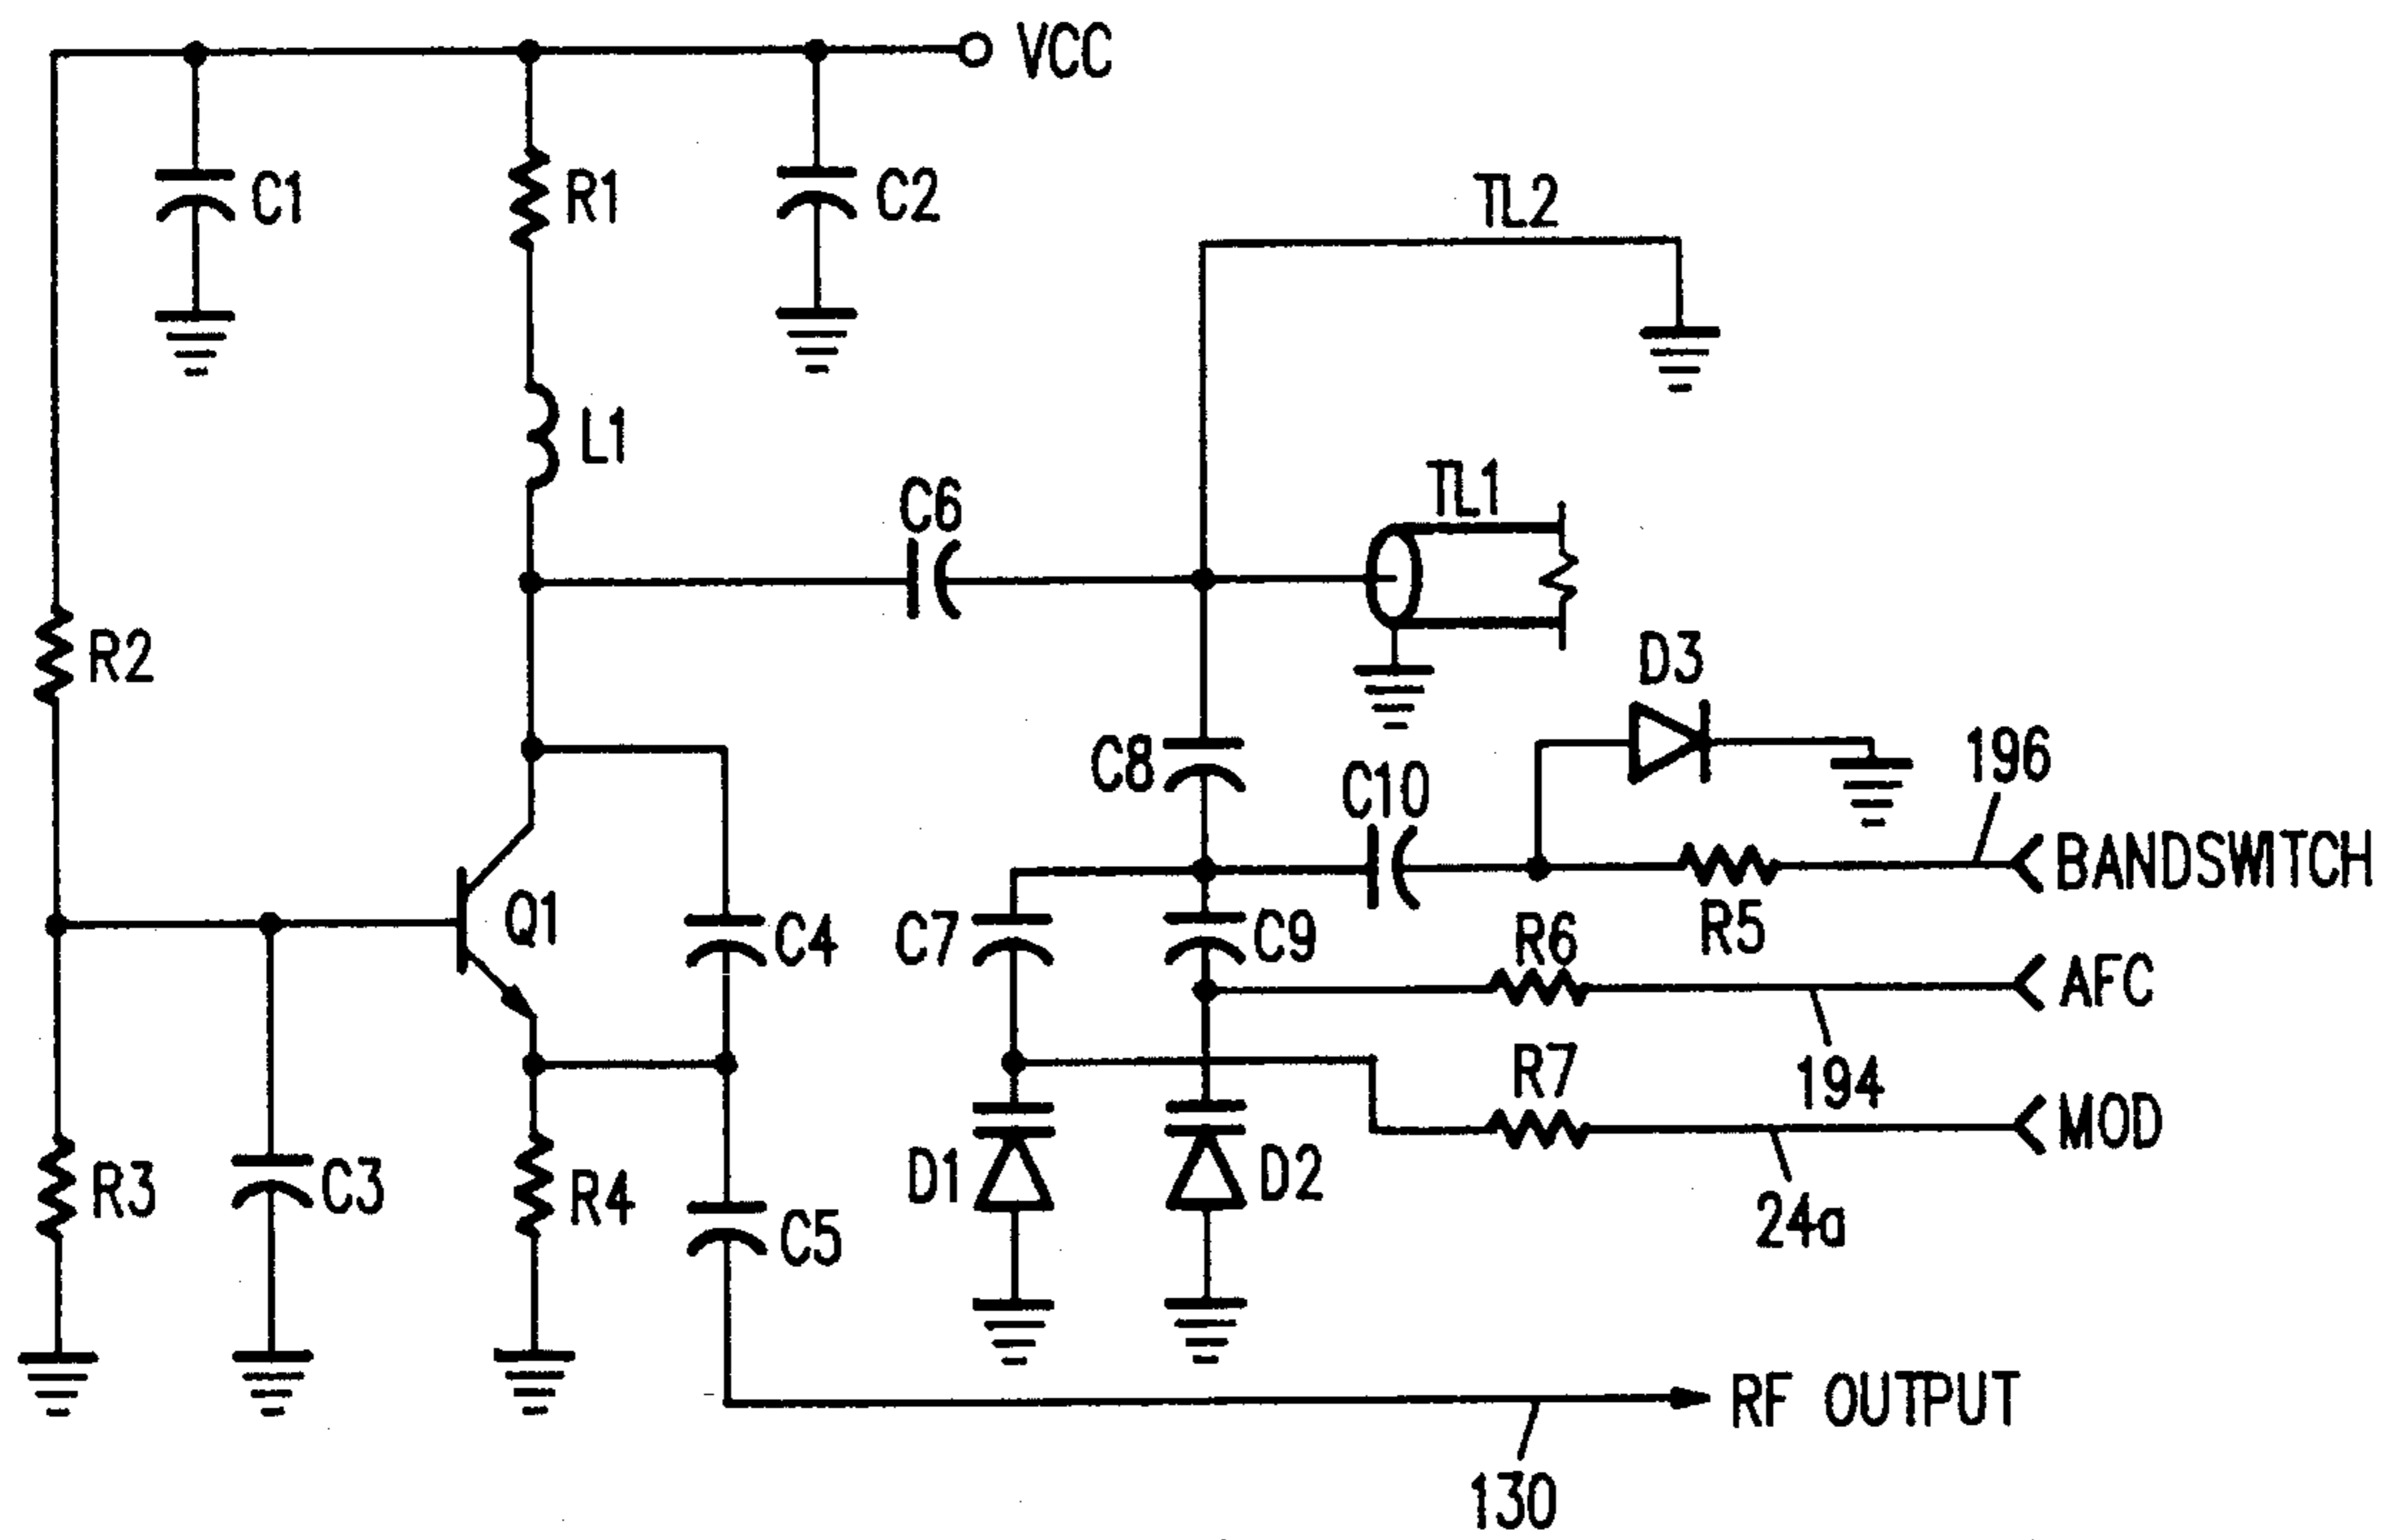 VCC
C1
R1
C2
TL2
L1
C6
TL1
R2
D3
C8
C10
196
BANDSWITCH
Q1
C4
C7
C9
R6
R5
AFC
R7
194
MOD
R3
C3
R4
C5
D1
D2
24a
RF OUTPUT
130